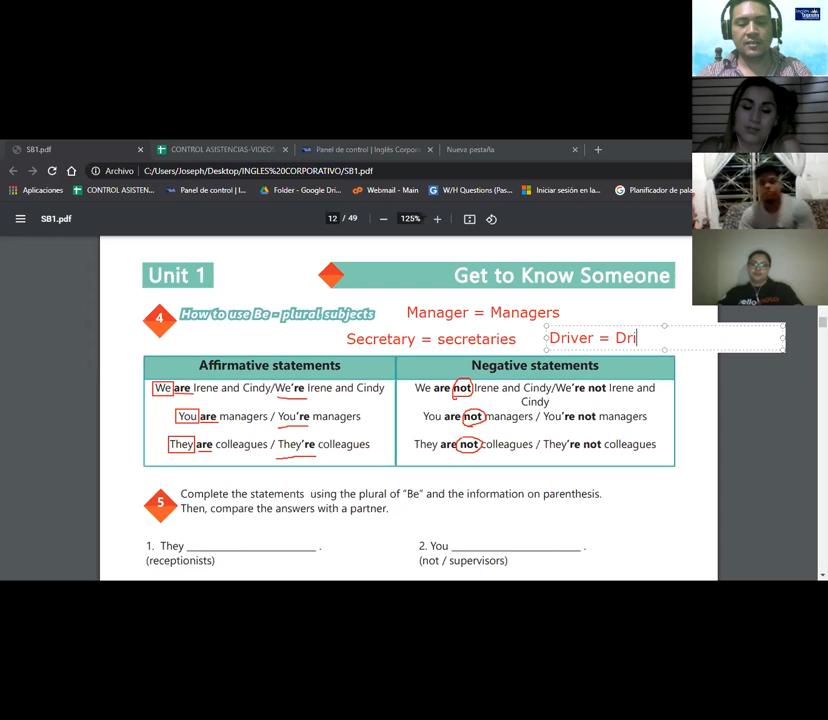 SB1.pdf
CONTROL ASISTENCIAS-VIDEOS
Panel de control | Inglés Corpor
Nueva pestaña
Archivo
C:/Users/Joseph/Desktop/INGLES%20CORPORATIVO/SB1.pdf
Aplicaciones
CONTROL ASISTEN...
Panel de control | I...
Folder - Google Dri...
Webmail - Main
W/H Questions (Pas...
Iniciar sesión en la...
Planificador de pala
SB1.pdf
12 / 49
125%
Unit 1
Get to Know Someone
4
How to use Be - plural subjects
Manager = Managers
Secretary = secretaries
Driver = Dri
Affirmative statements
Negative statements
We are Irene and Cindy/We're Irene and Cindy
We are not Irene and Cindy/We're not Irene and
Cindy
You are managers / You're managers
You are not managers / You're not managers
They are colleagues / They're colleagues
They are not colleagues / They're not colleagues
5
Complete the statements using the plural of "Be" and the information on parenthesis.
Then, compare the answers with a partner.
1. They ____________________ .
2. You ____________________ .
(receptionists)
(not / supervisors)